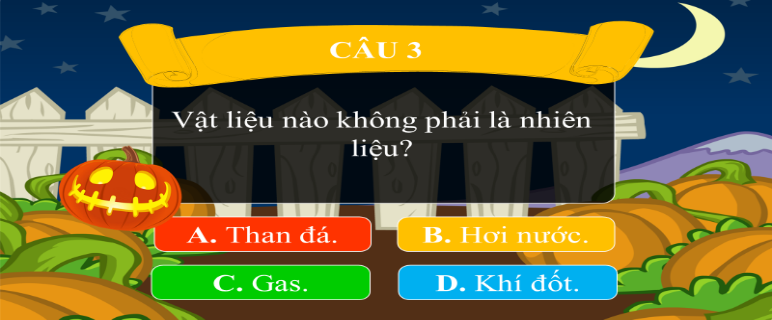 CÂU 3
Vật liệu nào không phải là nhiên
liệu?
A. Than đá.
B. Hơi nước.
C. Gas.
D. Khí đốt.